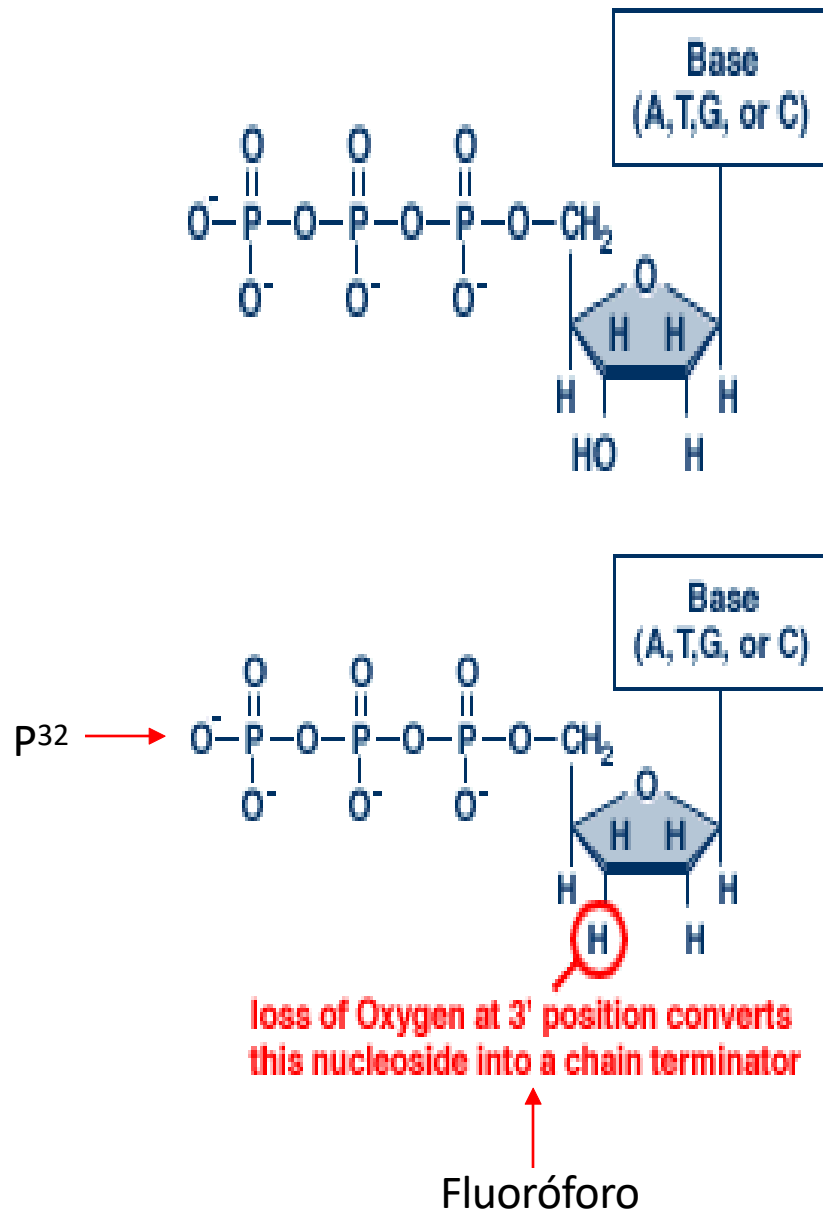 Base
(A,T,G, or C)
O O O
O⁻–P–O–P–O–P–O–CH₂
O⁻ O⁻ O⁻
O
H H
H H
HO H
Base
(A,T,G, or C)
O O O
P³² O⁻–P–O–P–O–P–O–CH₂
O⁻ O⁻ O⁻
O
H H
H H
H H
loss of Oxygen at 3' position converts
this nucleoside into a chain terminator
Fluoróforo